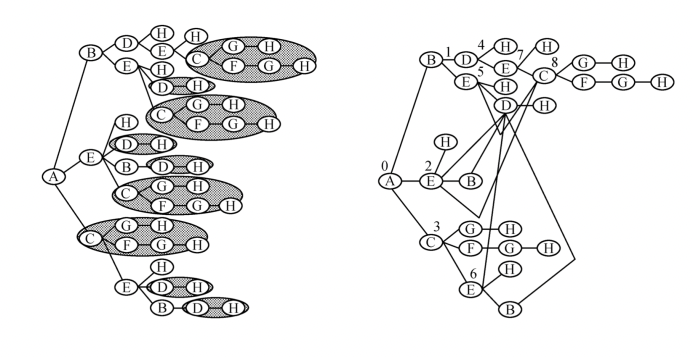 H H
D G H
B E C
E H F G H
D H
G H
C
H F G H
D H
E
B D H
A
G H
C
F G H
G H
C
F G H
H
E D H
B D H
4 H H
B 1 D 7 8 G H
E C
5
E H F G H
D H
H
0 2
A E B
3 G H
C
F G H
6 H
E
B